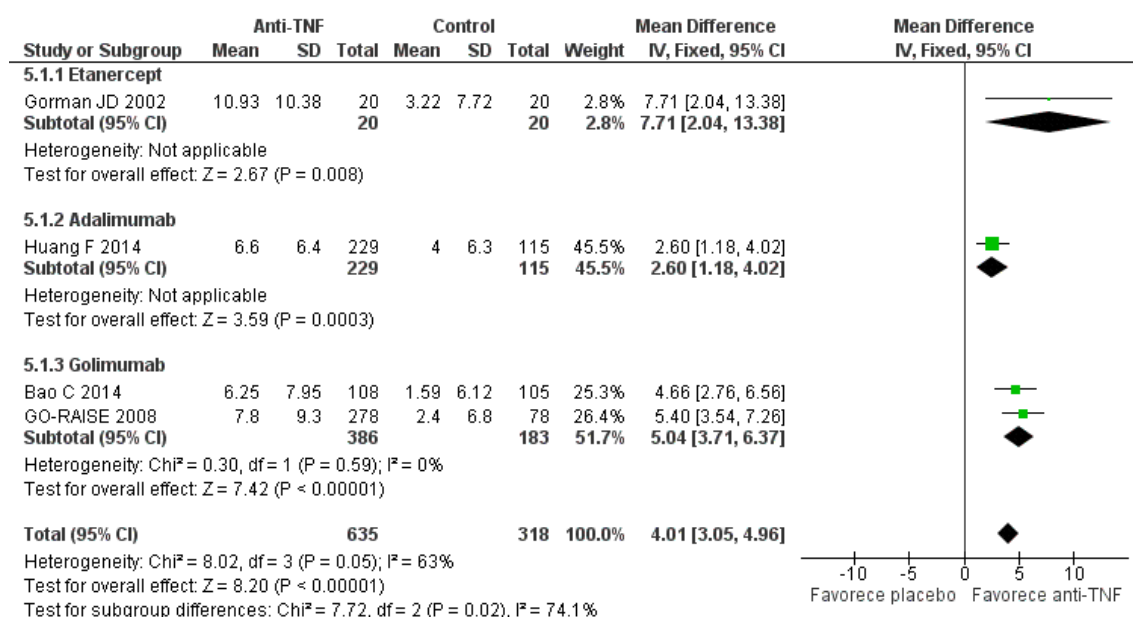 Anti-TNF Control Mean Difference Mean Difference
Study or Subgroup Mean SD Total Mean SD Total Weight IV, Fixed, 95% CI IV, Fixed, 95% CI
5.1.1 Etanercept
Gorman JD 2002 10.93 10.38 20 3.22 7.72 20 2.8% 7.71 [2.04, 13.38]
Subtotal (95% CI) 20 20 2.8% 7.71 [2.04, 13.38]
Heterogeneity: Not applicable
Test for overall effect: Z = 2.67 (P = 0.008)
5.1.2 Adalimumab
Huang F 2014 6.6 6.4 229 4 6.3 115 45.5% 2.60 [1.18, 4.02]
Subtotal (95% CI) 229 115 45.5% 2.60 [1.18, 4.02]
Heterogeneity: Not applicable
Test for overall effect: Z = 3.59 (P = 0.0003)
5.1.3 Golimumab
Bao C 2014 6.25 7.95 108 1.59 6.12 105 25.3% 4.66 [2.76, 6.56]
GO-RAISE 2008 7.8 9.3 278 2.4 6.8 78 26.4% 5.40 [3.54, 7.26]
Subtotal (95% CI) 386 183 51.7% 5.04 [3.71, 6.37]
Heterogeneity: Chi² = 0.30, df = 1 (P = 0.59); I² = 0%
Test for overall effect: Z = 7.42 (P < 0.00001)
Total (95% CI) 635 318 100.0% 4.01 [3.05, 4.96]
Heterogeneity: Chi² = 8.02, df = 3 (P = 0.05); I² = 63%
Test for overall effect: Z = 8.20 (P < 0.00001)
Test for subgroup differences: Chi² = 7.72, df = 2 (P = 0.02), I² = 74.1%
-10 -5 0 5 10
Favorece placebo Favorece anti-TNF